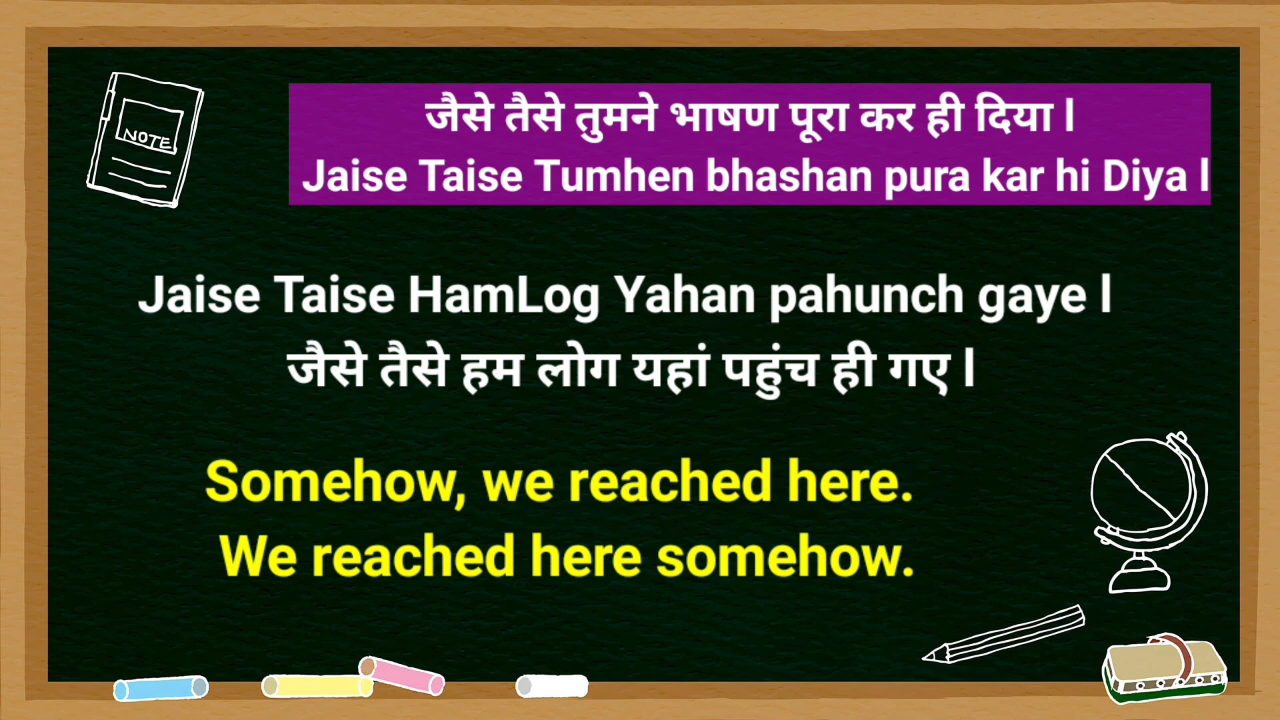 NOTE
जैसे तैसे तुमने भाषण पूरा कर ही दिया l
Jaise Taise Tumhen bhashan pura kar hi Diya l
Jaise Taise HamLog Yahan pahunch gaye l
जैसे तैसे हम लोग यहां पहुंच ही गए l
Somehow, we reached here.
We reached here somehow.